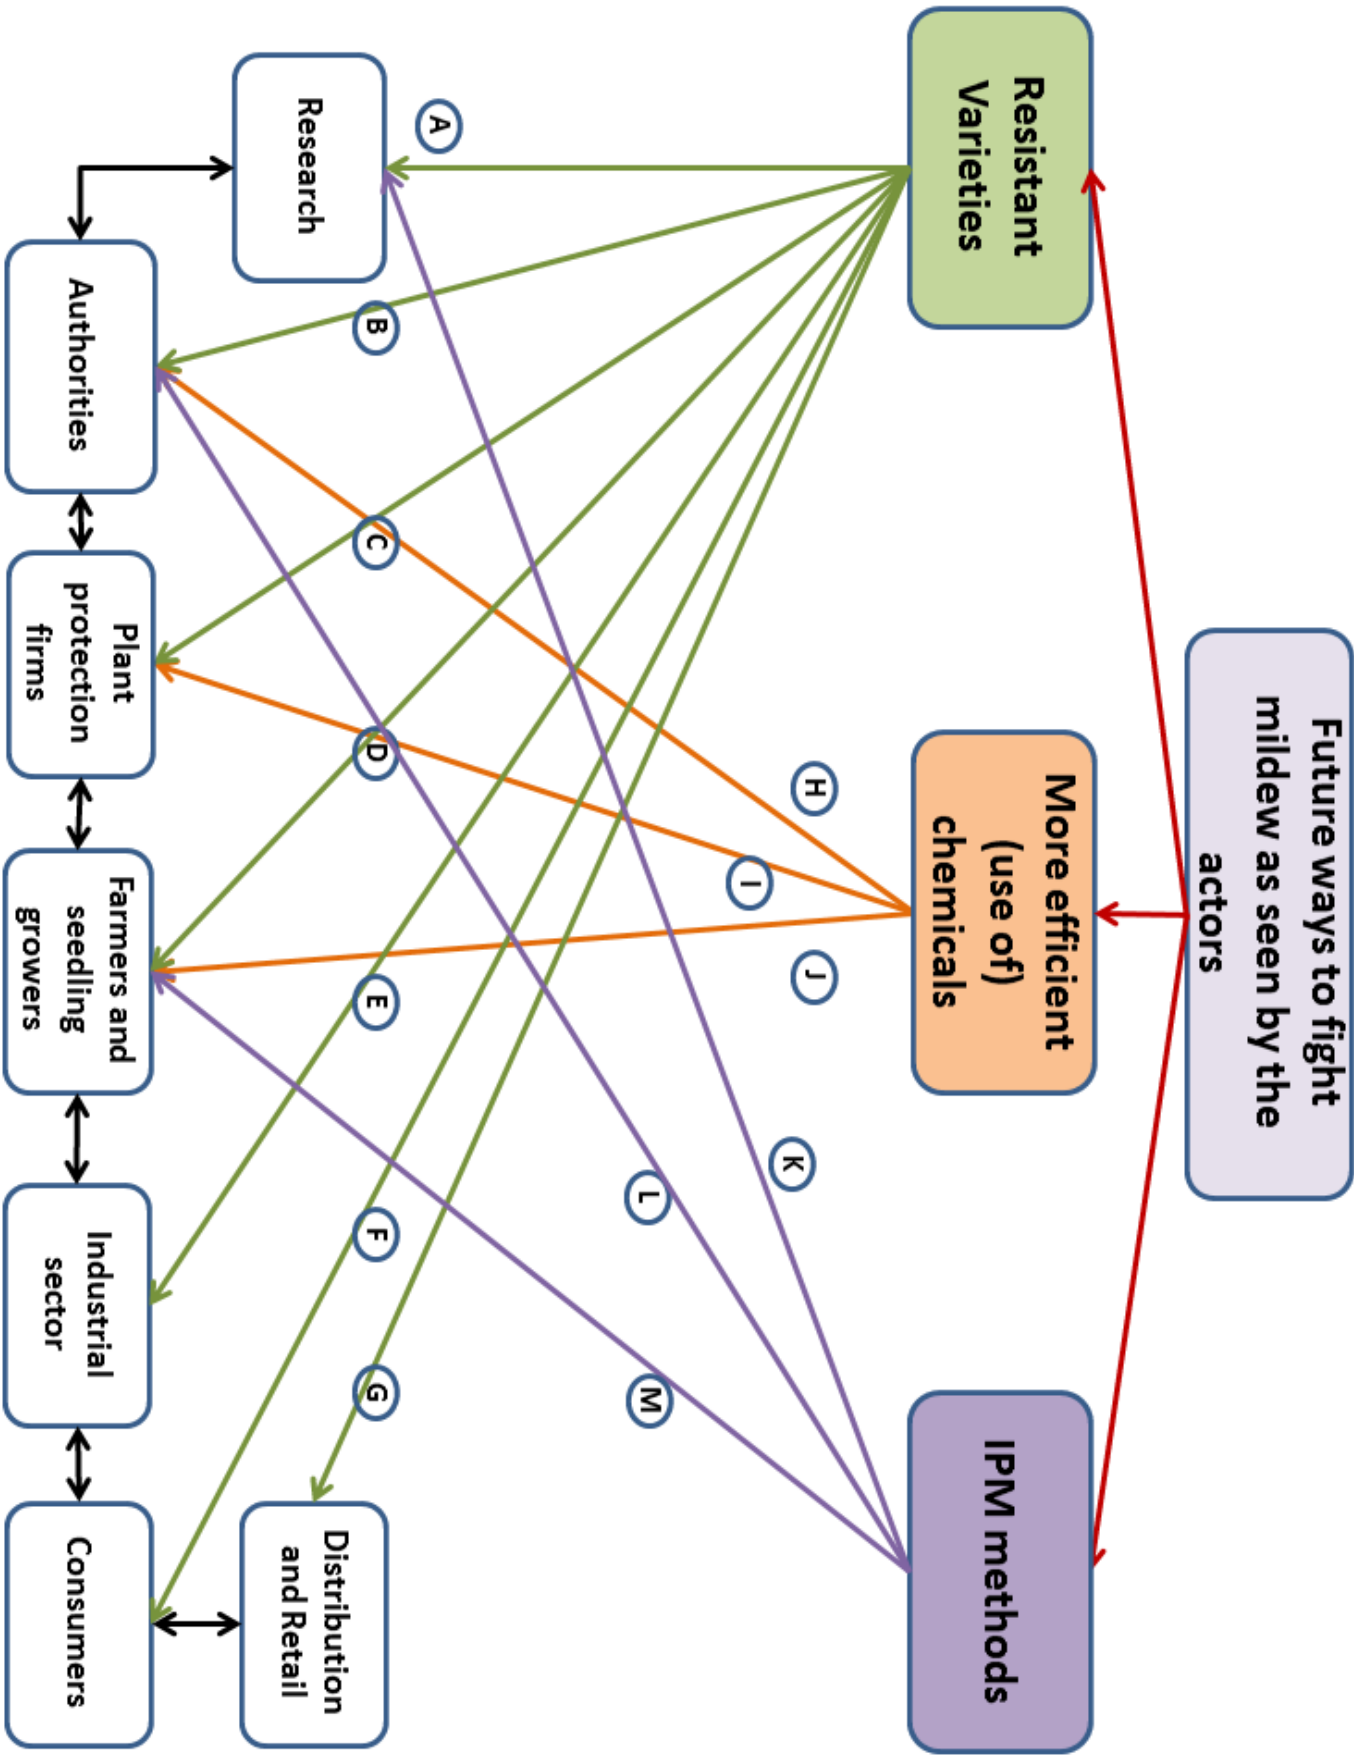 Future ways to fight
mildew as seen by the
actors
Resistant
Varieties
More efficient
(use of)
chemicals
IPM methods
H
I
J
K
L
M
A
B
C
D
E
F
G
Research
Distribution
and Retail
Authorities
Plant
protection
firms
Farmers and
seedling
growers
Industrial
sector
Consumers